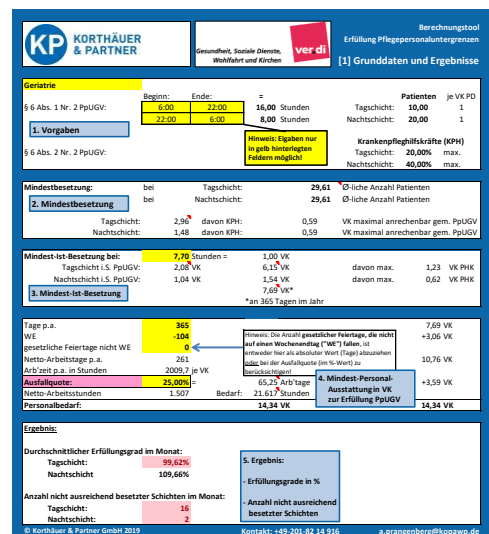 KP KORTHÄUER & PARTNER
Gesundheit, Soziale Dienste, Wohlfahrt und Kirchen
ver.di
Berechnungstool
Erfüllung Pflegepersonaluntergrenzen
[1] Grunddaten und Ergebnisse
Geriatrie
Beginn: Ende: = Patienten je VK PD
§ 6 Abs. 1 Nr. 2 PpUGV: 6:00 22:00 16,00 Stunden Tagschicht: 10,00 1
22:00 6:00 8,00 Stunden Nachtschicht: 20,00 1
1. Vorgaben
Hinweis: Eigaben nur in gelb hinterlegten Feldern möglich!
Krankenpfleghilfskräfte (KPH)
§ 6 Abs. 2 Nr. 2 PpUGV: Tagschicht: 20,00% max.
Nachtschicht: 40,00% max.
Mindestbesetzung: bei Tagschicht: 29,61 Ø-liche Anzahl Patienten
bei Nachtschicht: 29,61 Ø-liche Anzahl Patienten
2. Mindestbesetzung
Tagschicht: 2,96 davon KPH: 0,59 VK maximal anrechenbar gem. PpUGV
Nachtschicht: 1,48 davon KPH: 0,59 VK maximal anrechenbar gem. PpUGV
Mindest-Ist-Besetzung bei: 7,70 Stunden = 1,00 VK
Tagschicht i.S. PpUGV: 2,08 VK 6,15 VK davon max. 1,23 VK PHK
Nachtschicht i.S. PpUGV: 1,04 VK 1,54 VK davon max. 0,62 VK PHK
3. Mindest-Ist-Besetzung
7,69 VK*
*an 365 Tagen im Jahr
Tage p.a. 365 7,69 VK
WE -104 +3,06 VK
gesetzliche Feiertage nicht WE 0
Hinweis: Die Anzahl gesetzlicher Feiertage, die nicht auf einen Wochenendtag ("WE") fallen, ist entweder hier als absoluter Wert (Tage) abzuziehen oder bei der Ausfallquote (im %-Wert) zu berücksichtigen!
Netto-Arbeitstage p.a. 261 10,76 VK
Arb'zeit p.a. in Stunden 2009,7 je VK
Ausfallquote: 25,00% = 65,25 Arb'tage +3,59 VK
Netto-Arbeitsstunden 1.507 Bedarf: 21.617 Stunden
4. Mindest-Personal-Ausstattung in VK zur Erfüllung PpUGV
Personalbedarf: 14,34 VK 14,34 VK
Ergebnis:
Durchschnittlicher Erfüllungsgrad im Monat:
Tagschicht: 99,62%
Nachtschicht 109,66%
Anzahl nicht ausreichend besetzter Schichten im Monat:
Tagschicht: 16
Nachtschicht: 2
5. Ergebnis:
- Erfüllungsgrade in %
- Anzahl nicht ausreichend besetzter Schichten
© Korthäuer & Partner GmbH 2019 Kontakt: +49-201-82 14 916 a.prangenberg@kopawp.de